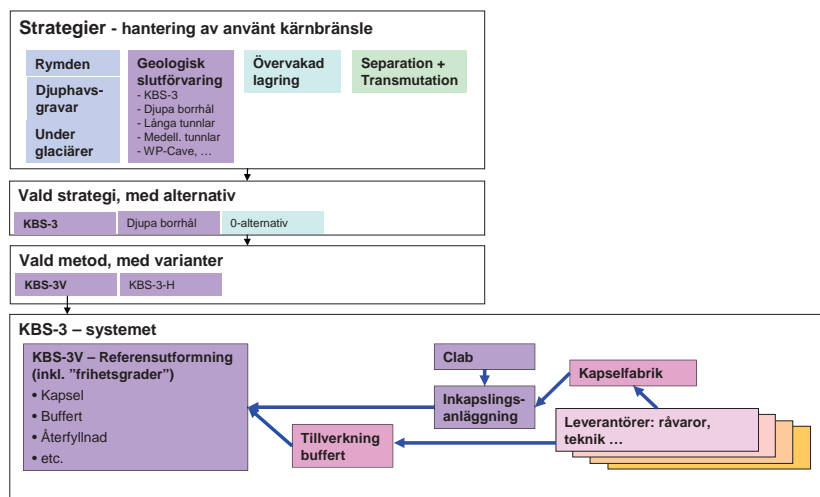 Strategier - hantering av använt kärnbränsle
Rymden
Djuphavs-
gravar
Under
glaciärer
Geologisk
slutförvaring
- KBS-3
- Djupa borrhål
- Långa tunnlar
- Medell. tunnlar
- WP-Cave, ...
Övervakad
lagring
Separation +
Transmutation
Vald strategi, med alternativ
KBS-3
Djupa borrhål
0-alternativ
Vald metod, med varianter
KBS-3V
KBS-3-H
KBS-3 – systemet
KBS-3V – Referensutformning
(inkl. ”frihetsgrader”)
• Kapsel
• Buffert
• Återfyllnad
• etc.
Clab
Inkapslings-
anläggning
Kapselfabrik
Tillverkning
buffert
Leverantörer: råvaror,
teknik ...